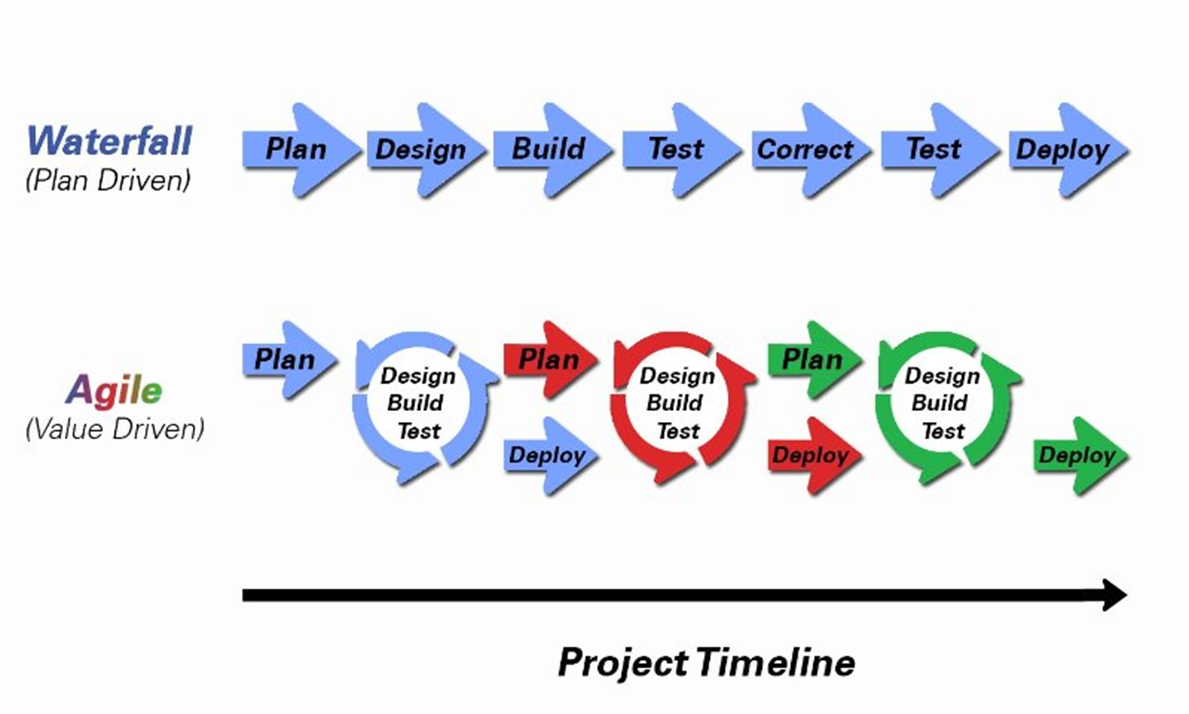 Waterfall
(Plan Driven)
Plan
Design
Build
Test
Correct
Test
Deploy
Agile
(Value Driven)
Plan
Design
Build
Test
Plan
Deploy
Design
Build
Test
Plan
Deploy
Design
Build
Test
Deploy
Project Timeline